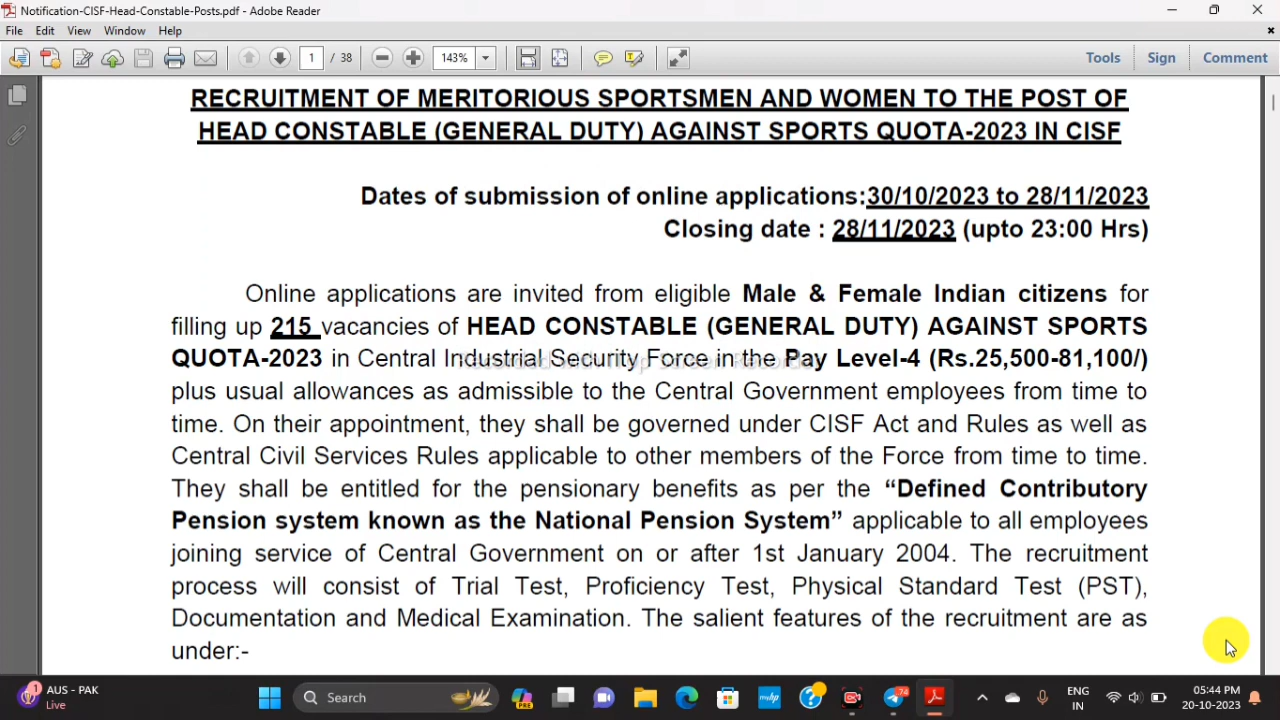 Notification-CISF-Head-Constable-Posts.pdf - Adobe Reader
File Edit View Window Help
1 / 38 143% Tools Sign Comment
RECRUITMENT OF MERITORIOUS SPORTSMEN AND WOMEN TO THE POST OF
HEAD CONSTABLE (GENERAL DUTY) AGAINST SPORTS QUOTA-2023 IN CISF
Dates of submission of online applications:30/10/2023 to 28/11/2023
Closing date : 28/11/2023 (upto 23:00 Hrs)
Online applications are invited from eligible Male & Female Indian citizens for
filling up 215 vacancies of HEAD CONSTABLE (GENERAL DUTY) AGAINST SPORTS
QUOTA-2023 in Central Industrial Security Force in the Pay Level-4 (Rs.25,500-81,100/)
plus usual allowances as admissible to the Central Government employees from time to
time. On their appointment, they shall be governed under CISF Act and Rules as well as
Central Civil Services Rules applicable to other members of the Force from time to time.
They shall be entitled for the pensionary benefits as per the “Defined Contributory
Pension system known as the National Pension System” applicable to all employees
joining service of Central Government on or after 1st January 2004. The recruitment
process will consist of Trial Test, Proficiency Test, Physical Standard Test (PST),
Documentation and Medical Examination. The salient features of the recruitment are as
under:-
1 AUS - PAK
Live
Search
PRE
myhp
74
ENG
IN
05:44 PM
20-10-2023